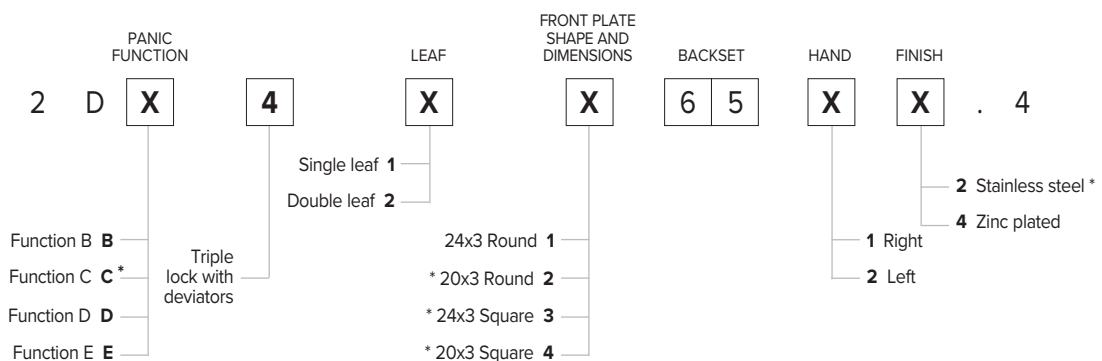 FRONT PLATE
SHAPE AND
DIMENSIONS
PANIC
FUNCTION
LEAF
BACKSET
HAND
FINISH
2 D X 4 X X 6 5 X X . 4
Single leaf 1
Double leaf 2
2 Stainless steel *
4 Zinc plated
Function B B
Function C C *
Function D D
Function E E
Triple
lock with
deviators
24x3 Round 1
* 20x3 Round 2
* 24x3 Square 3
* 20x3 Square 4
1 Right
2 Left